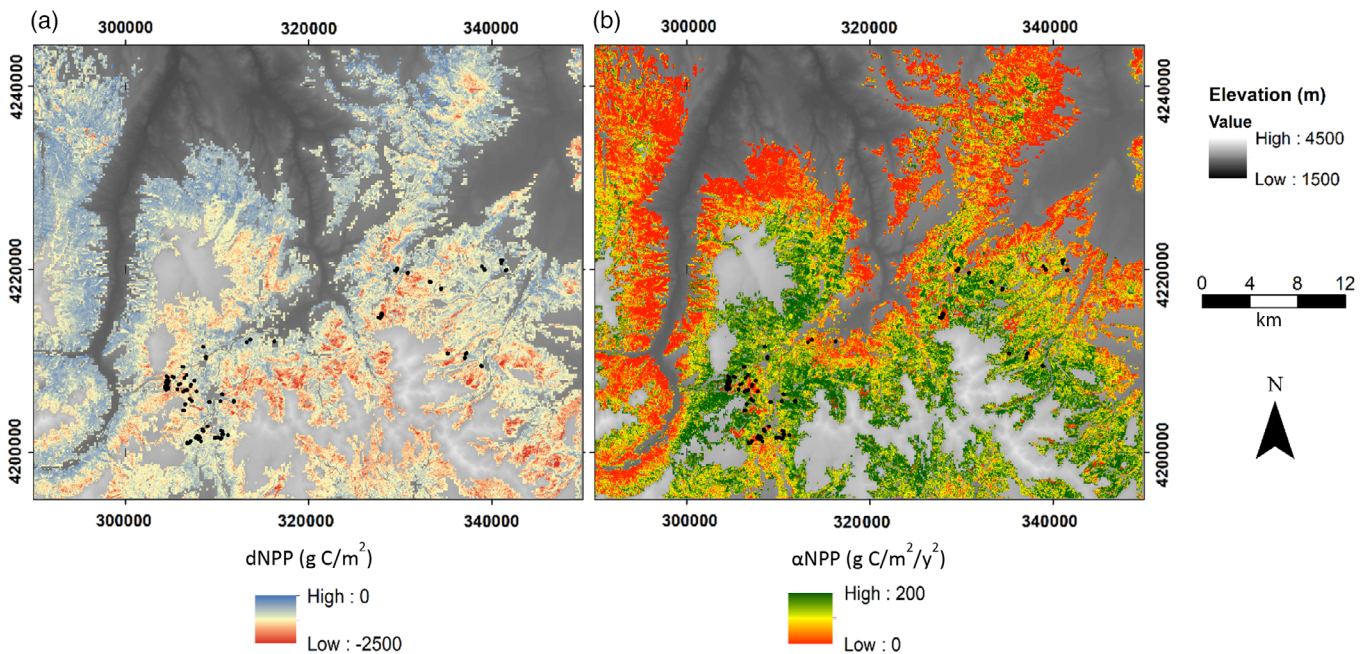 (a)
300000
320000
340000
(b)
300000
320000
340000
4240000
4220000
4200000
4240000
4220000
4200000
300000
320000
340000
300000
320000
340000
Elevation (m)
Value
High : 4500
Low : 1500
0
4
8
12
km
N
dNPP (g C/m²)
High : 0
Low : -2500
αNPP (g C/m²/y²)
High : 200
Low : 0